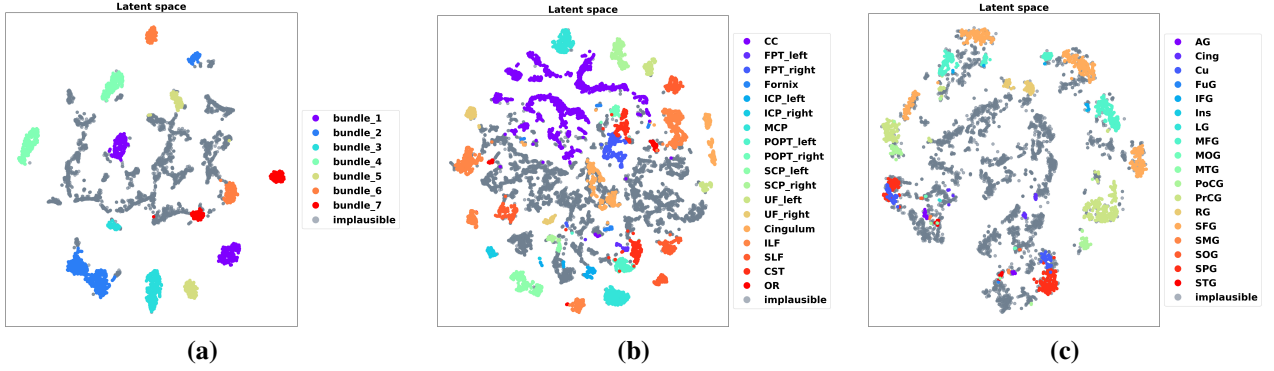 Latent space
bundle_1
bundle_2
bundle_3
bundle_4
bundle_5
bundle_6
bundle_7
implausible
(a)
Latent space
CC
FPT_left
FPT_right
Fornix
ICP_left
ICP_right
MCP
POPT_left
POPT_right
SCP_left
SCP_right
UF_left
UF_right
Cingulum
ILF
SLF
CST
OR
implausible
(b)
Latent space
AG
Cing
Cu
FuG
IFG
Ins
LG
MFG
MOG
MTG
PoCG
PrCG
RG
SFG
SMG
SOG
SPG
STG
implausible
(c)